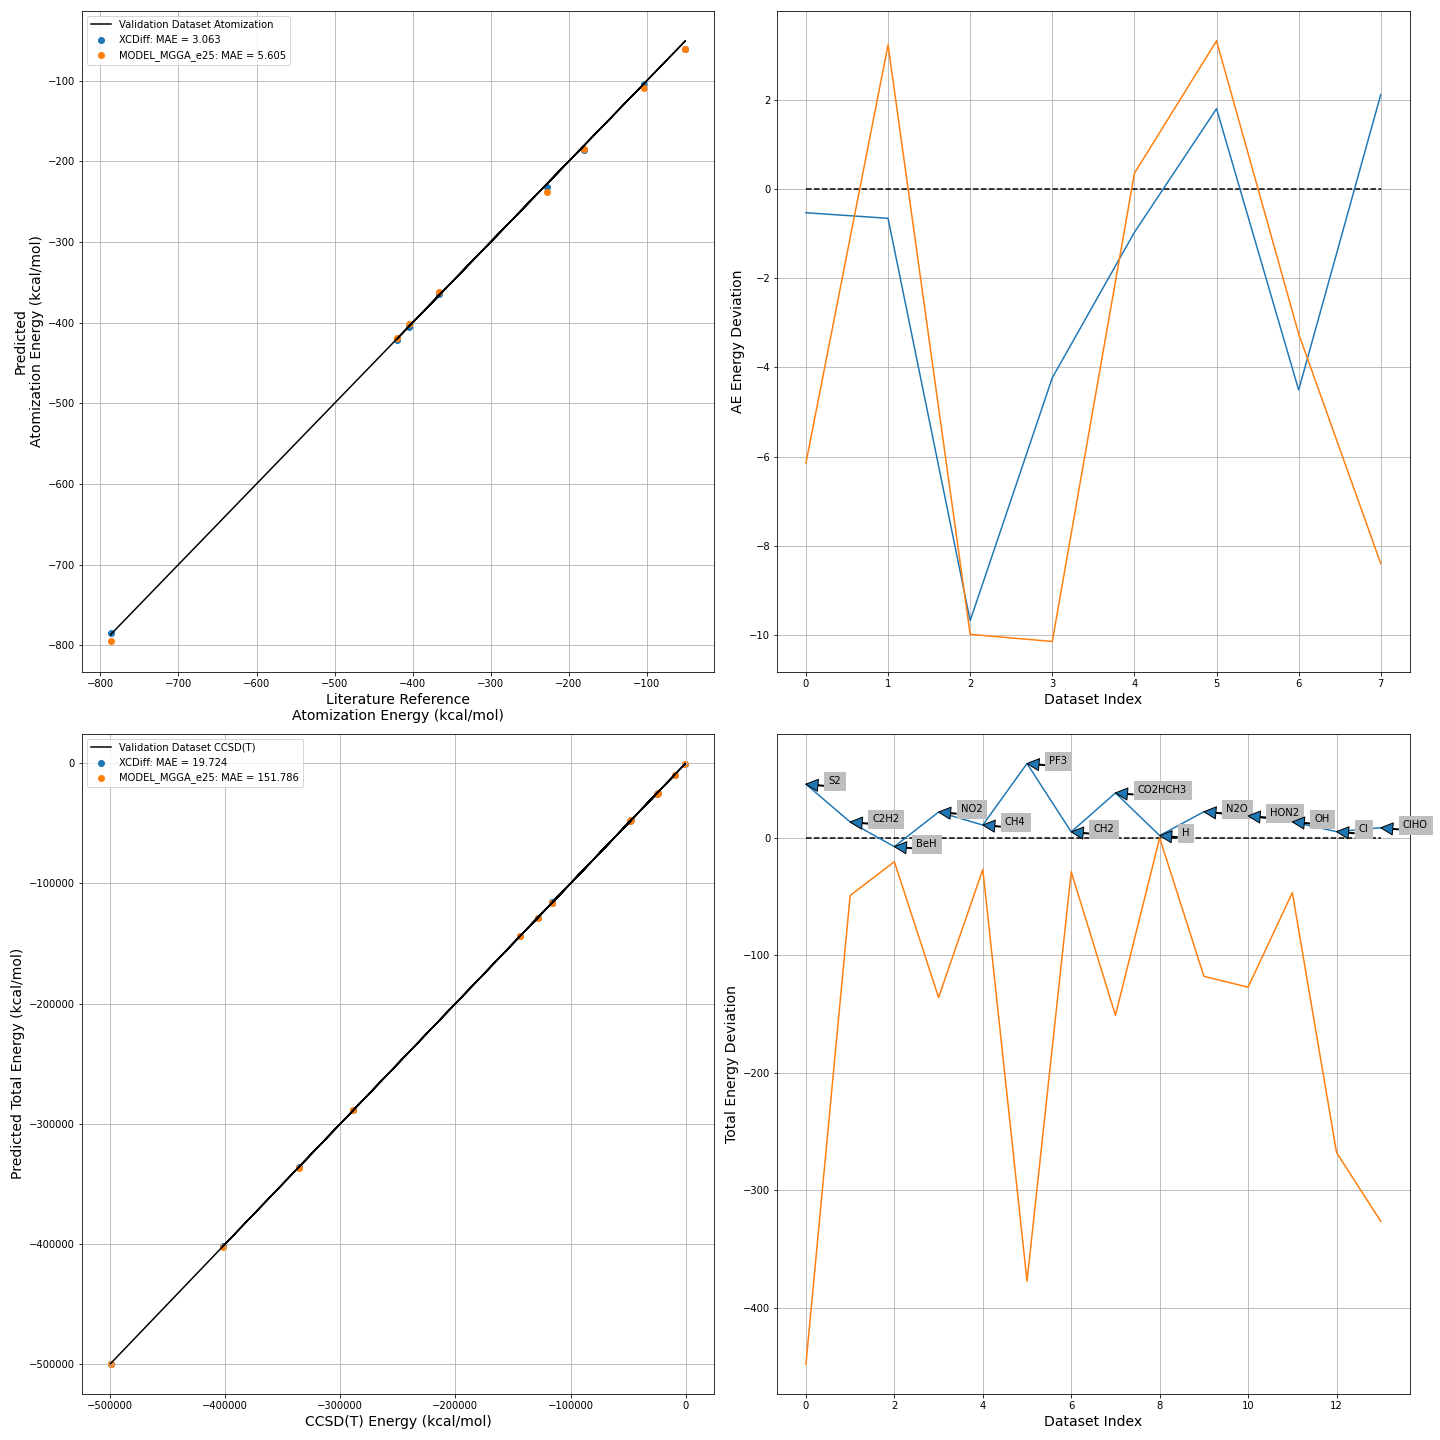 Validation Dataset Atomization
XCDiff: MAE = 3.063
MODEL_MGGA_e25: MAE = 5.605
−100
−200
−300
−400
−500
−600
−700
−800
Predicted
Atomization Energy (kcal/mol)
−800 −700 −600 −500 −400 −300 −200 −100
Literature Reference
Atomization Energy (kcal/mol)
2
0
−2
−4
−6
−8
−10
AE Energy Deviation
0 1 2 3 4 5 6 7
Dataset Index
Validation Dataset CCSD(T)
XCDiff: MAE = 19.724
MODEL_MGGA_e25: MAE = 151.786
0
−100000
−200000
−300000
−400000
−500000
Predicted Total Energy (kcal/mol)
−500000 −400000 −300000 −200000 −100000 0
CCSD(T) Energy (kcal/mol)
S2
C2H2
BeH
NO2
CH4
PF3
CH2
CO2HCH3
H
N2O
HON2
OH
Cl
ClHO
0
−100
−200
−300
−400
Total Energy Deviation
0 2 4 6 8 10 12
Dataset Index